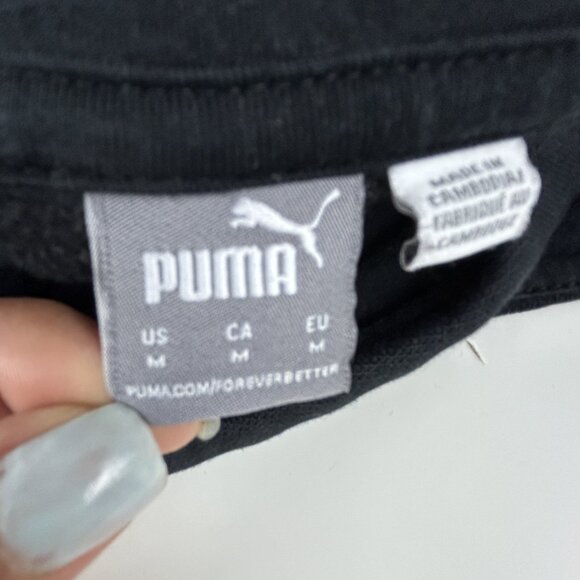 PUMA
US CA EU
M M M
PUMA.COM/FOREVERBETTER
MADE IN
CAMBODIA/
FABRIQUÉ AU
CAMBODGE